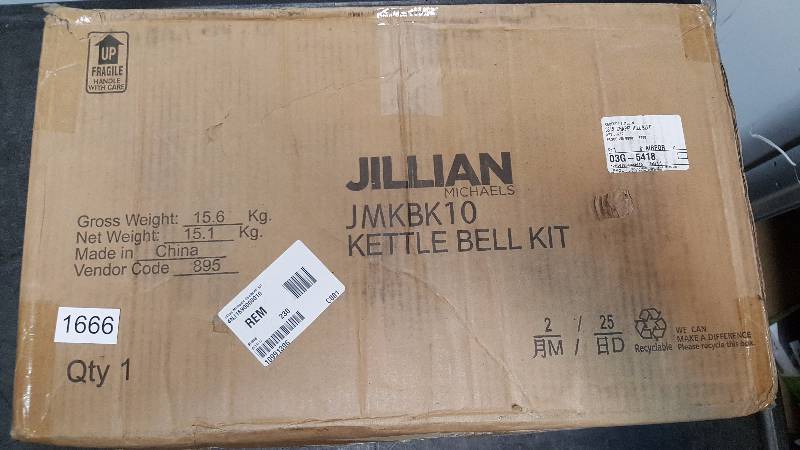 UP
FRAGILE
HANDLE
WITH CARE
03G-5418
JILLIAN
MICHAELS
JMKBK10
KETTLE BELL KIT
Gross Weight: 15.6 Kg.
Net Weight: 15.1 Kg.
Made in China
Vendor Code 895
REM
230
C001
1666
Qty 1
2 / 25
月M / 日D
Recyclable
WE CAN
MAKE A DIFFERENCE
Please recycle this box.